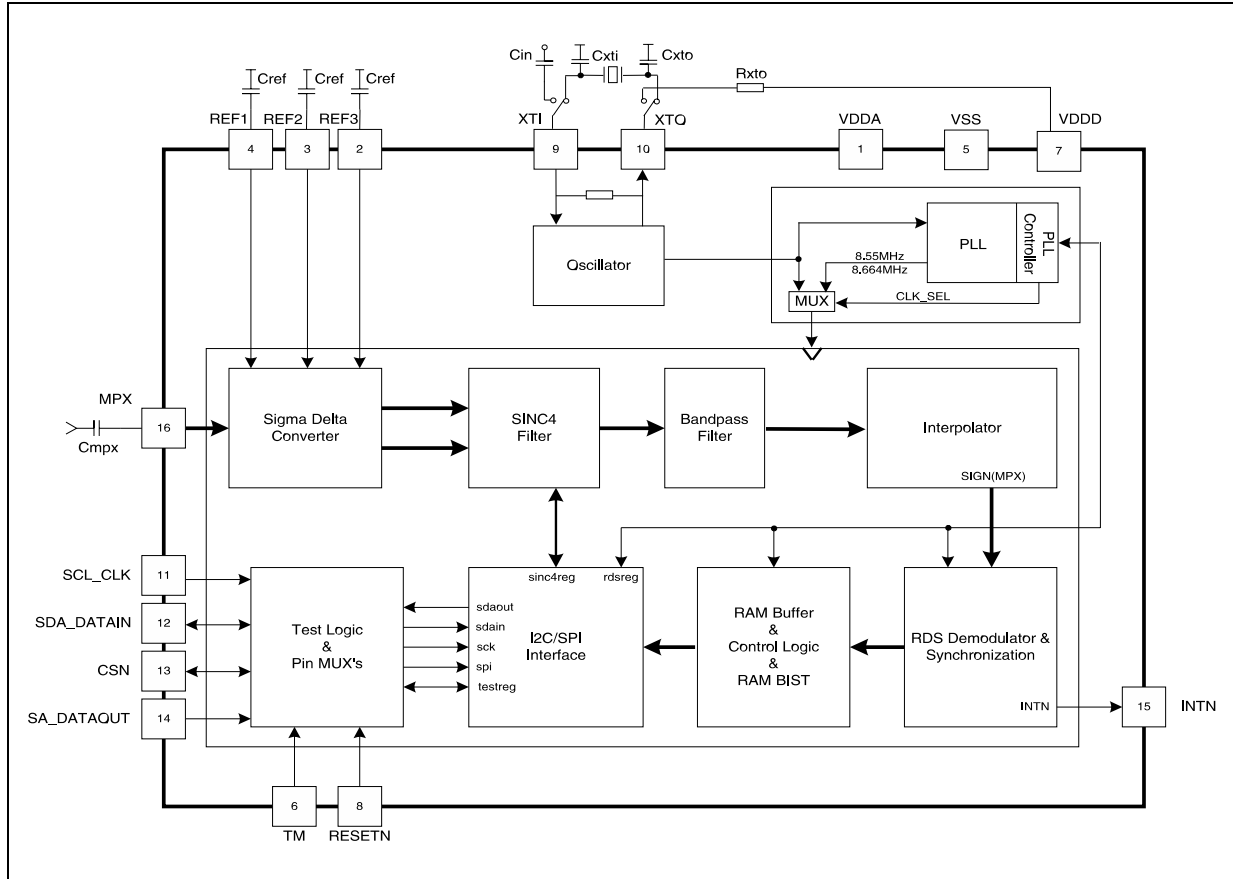 Cin
Cxti
Cxto
Cref
Cref
Cref
Rxto
REF1
REF2
REF3
XTI
XTO
VDDA
VSS
VDDD
4
3
2
9
10
1
5
7
Oscillator
PLL
PLL Controller
8.55MHz
8.664MHz
MUX
CLK_SEL
MPX
16
Cmpx
Sigma Delta
Converter
SINC4
Filter
Bandpass
Filter
Interpolator
SIGN(MPX)
SCL_CLK
11
SDA_DATAIN
12
CSN
13
SA_DATAOUT
14
Test Logic
&
Pin MUX's
sdaout
sdain
sck
spi
testreg
sinc4reg
rdsreg
I2C/SPI
Interface
RAM Buffer
&
Control Logic
&
RAM BIST
RDS Demodulator &
Synchronization
INTN
15
INTN
6
8
TM
RESETN